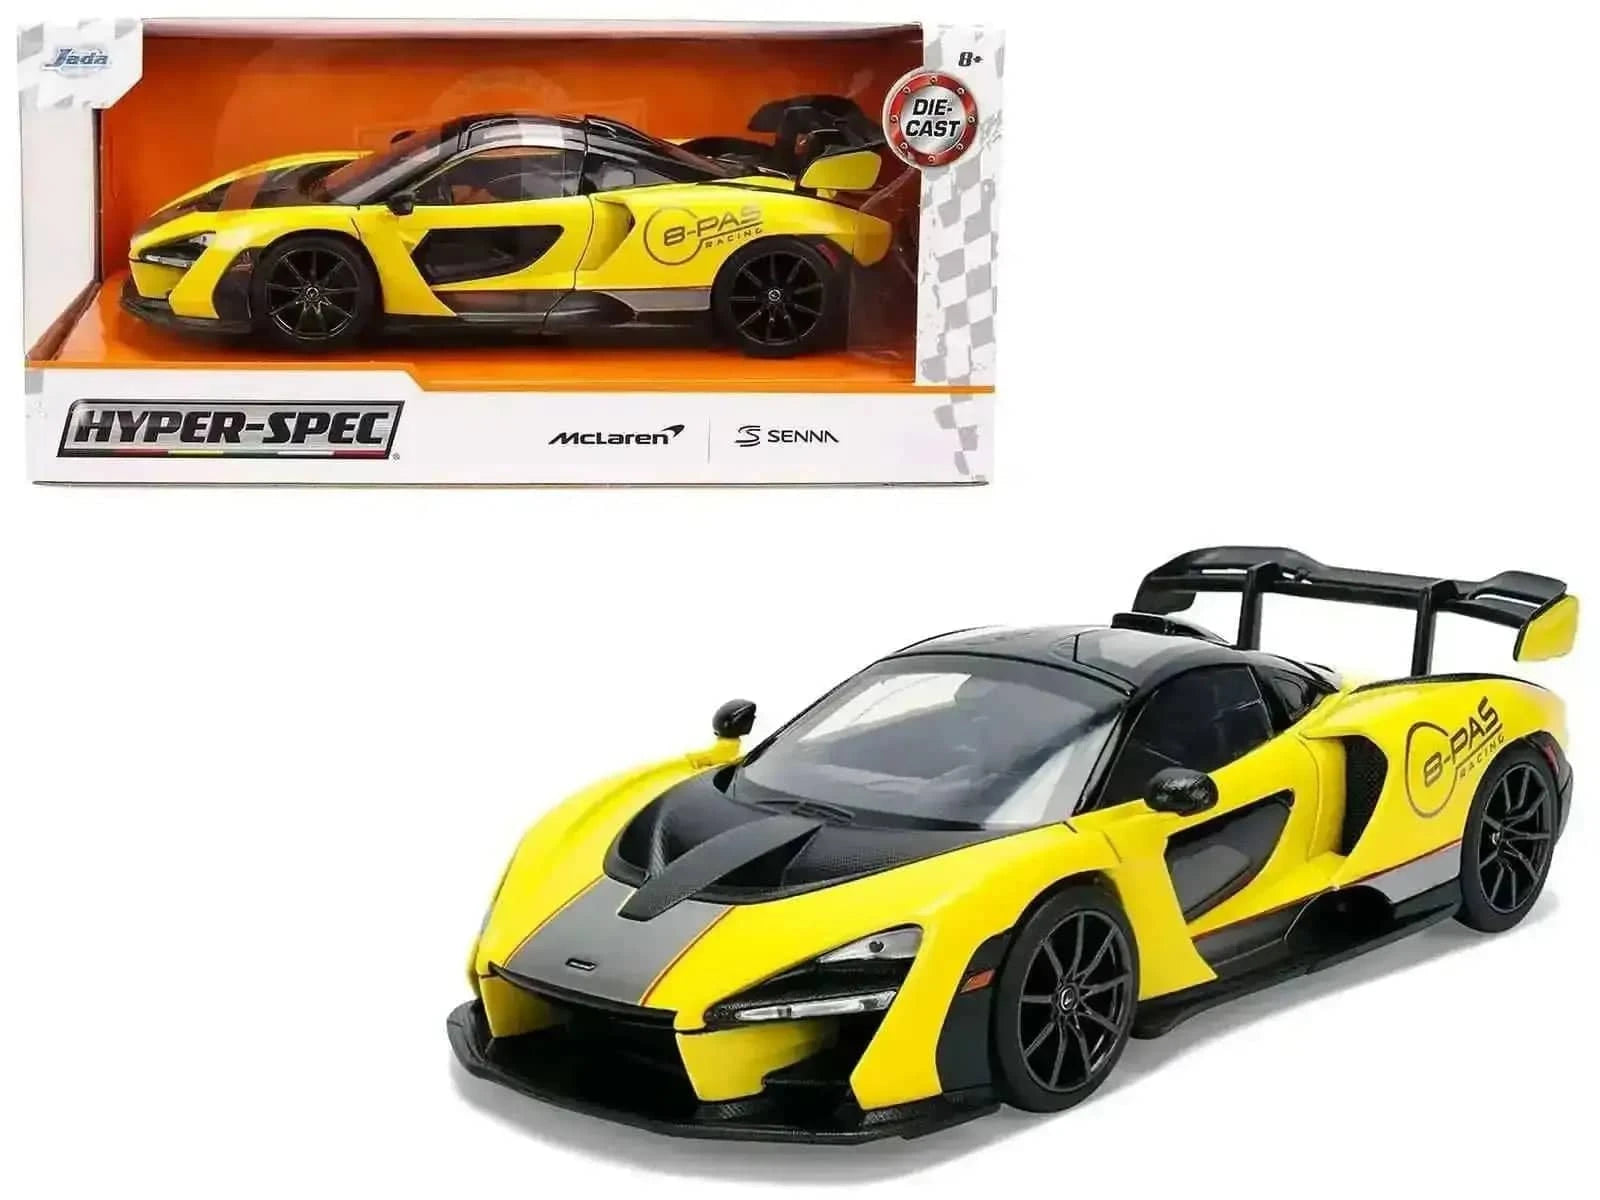 Jada
8+
DIE-
CAST
8-PAS
RACING
HYPER-SPEC®
McLaren
SENNA
8-PAS
RACING